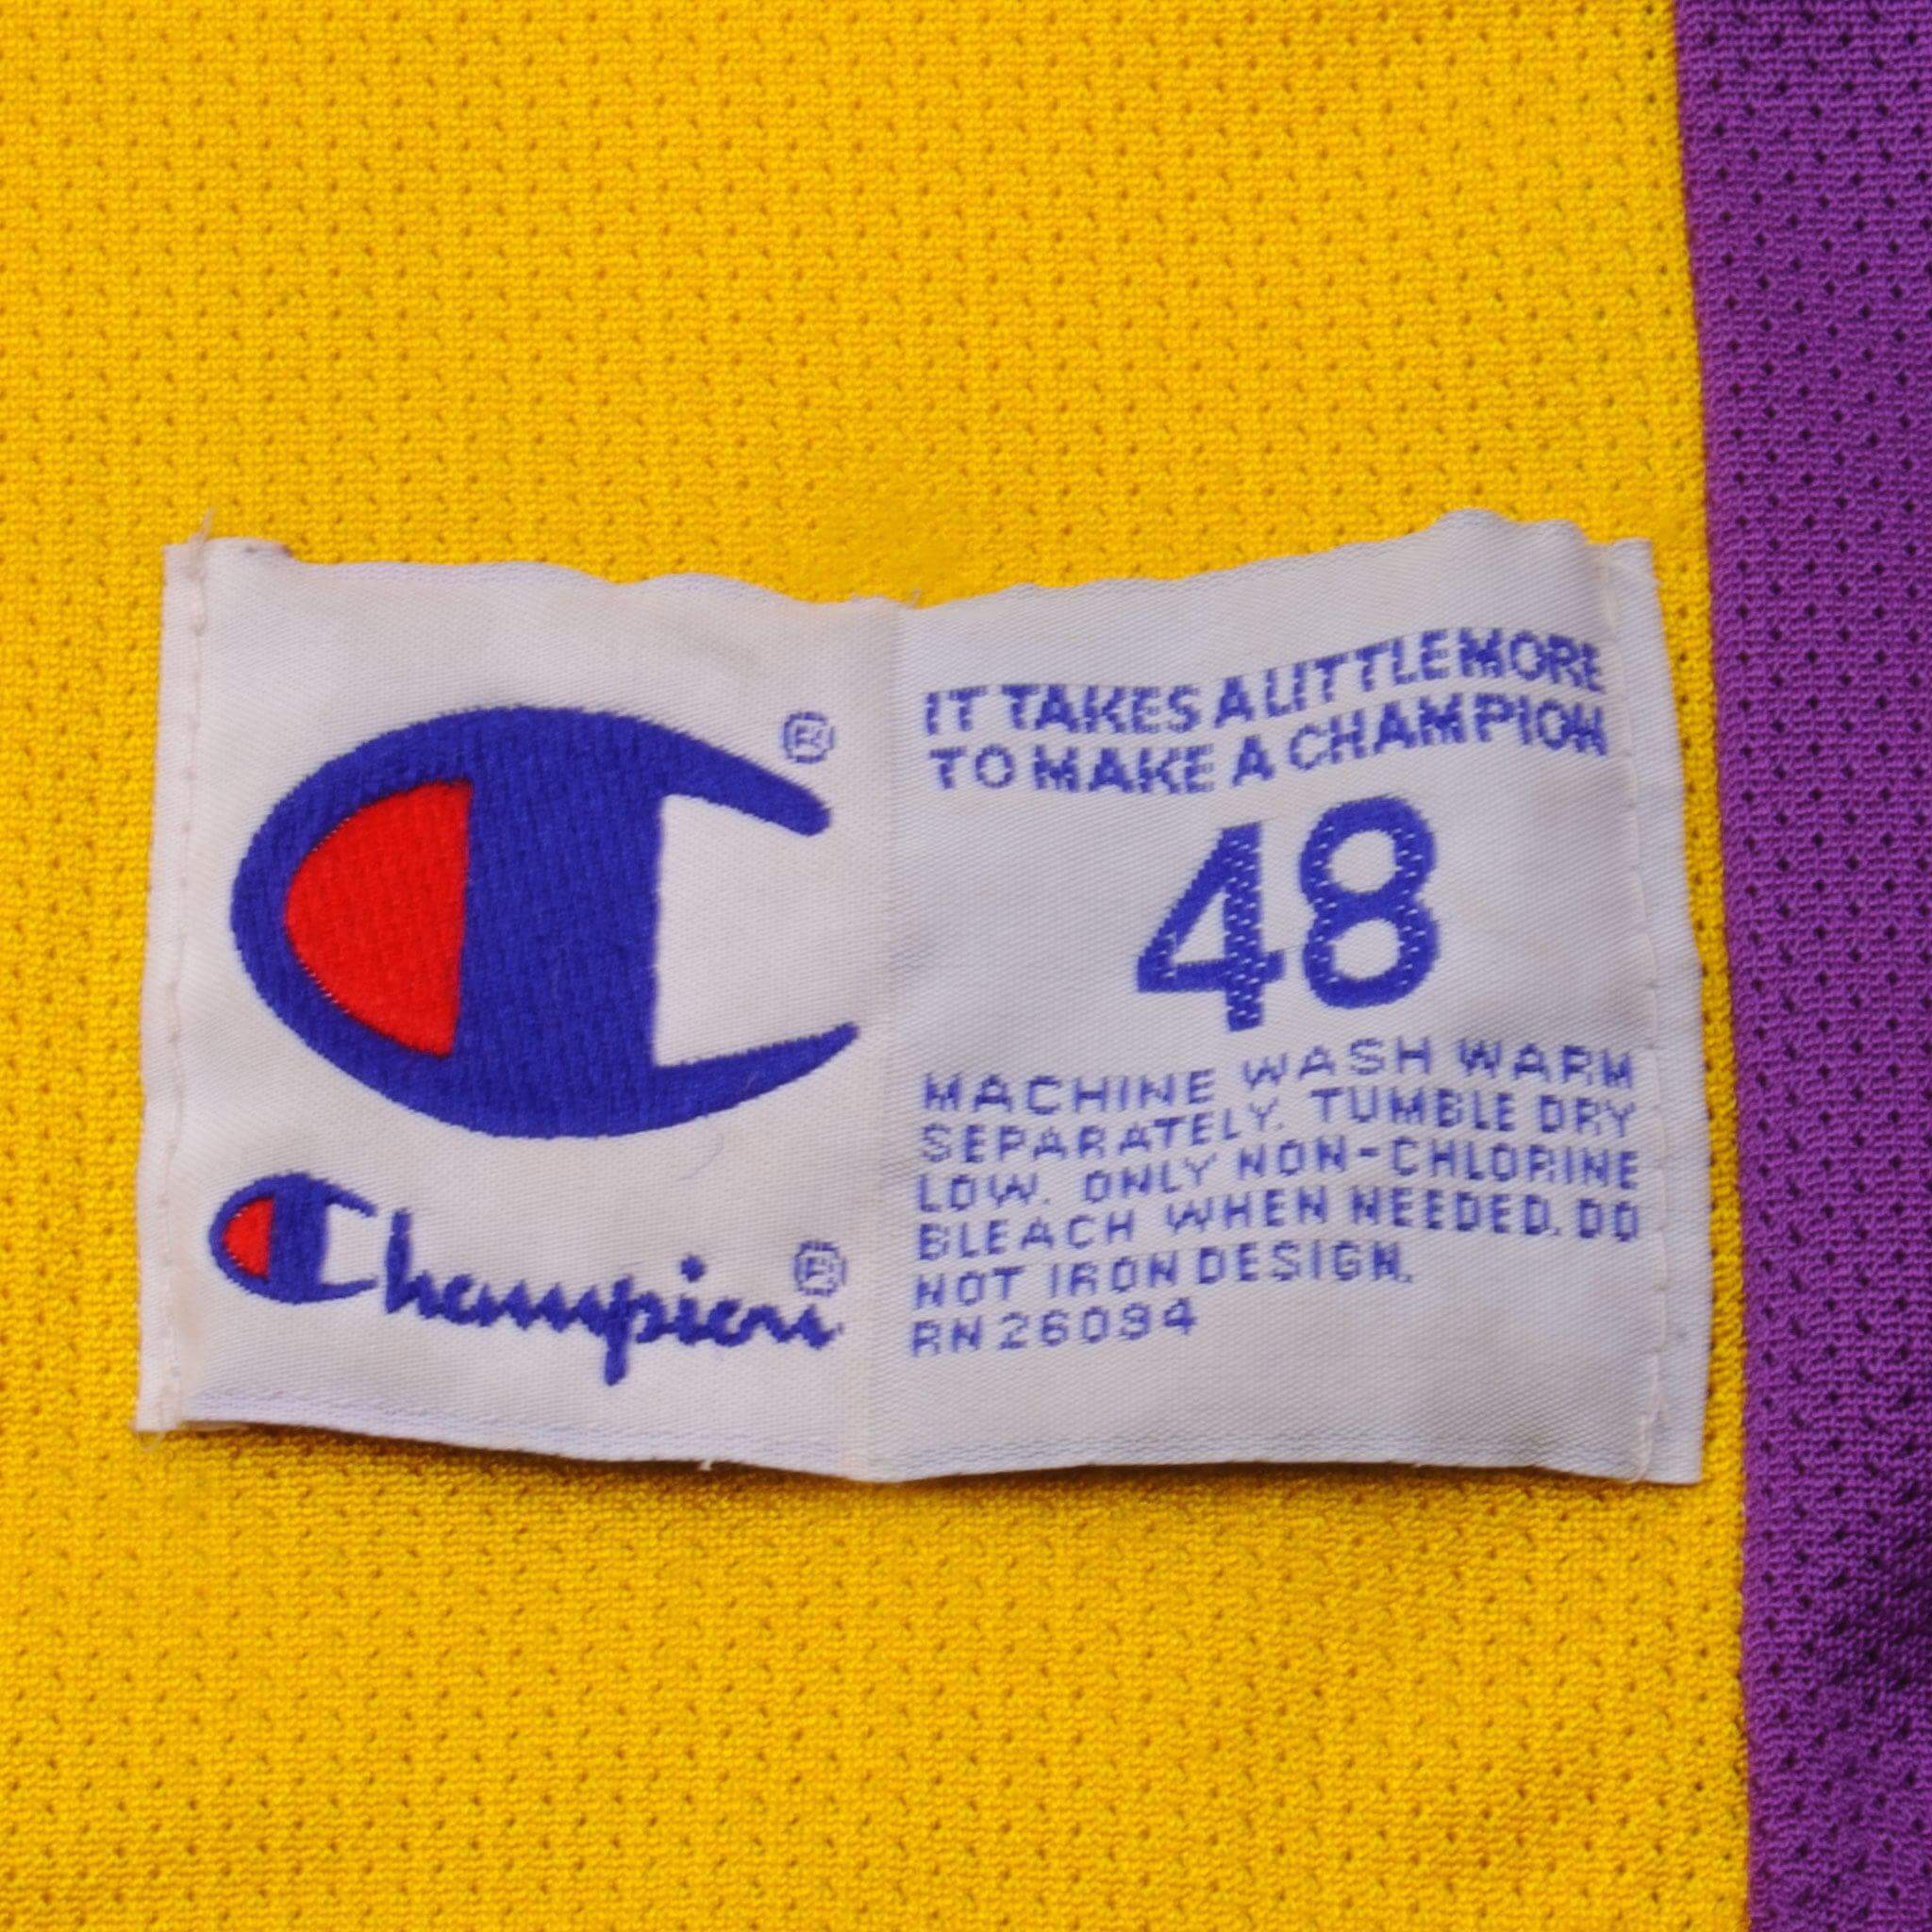 ®
Champion®
IT TAKES A LITTLE MORE
TO MAKE A CHAMPION
48
MACHINE WASH WARM
SEPARATELY. TUMBLE DRY
LOW. ONLY NON-CHLORINE
BLEACH WHEN NEEDED. DO
NOT IRON DESIGN.
RN 26094